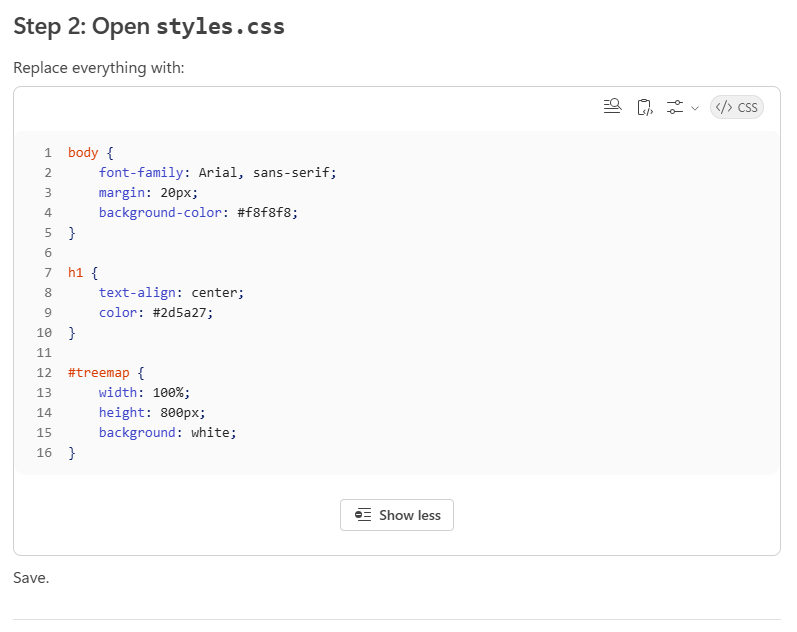 Step 2: Open styles.css
Replace everything with:
</> CSS
1 body {
2     font-family: Arial, sans-serif;
3     margin: 20px;
4     background-color: #f8f8f8;
5 }
6
7 h1 {
8     text-align: center;
9     color: #2d5a27;
10 }
11
12 #treemap {
13     width: 100%;
14     height: 800px;
15     background: white;
16 }
Show less
Save.